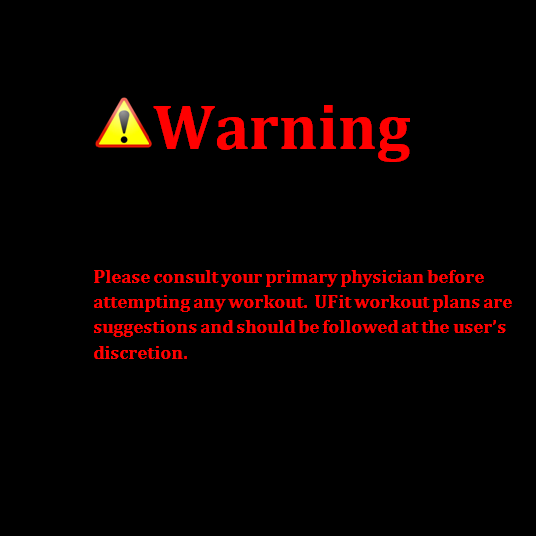 Warning
Please consult your primary physician before
attempting any workout.  UFit workout plans are
suggestions and should be followed at the user's
discretion.